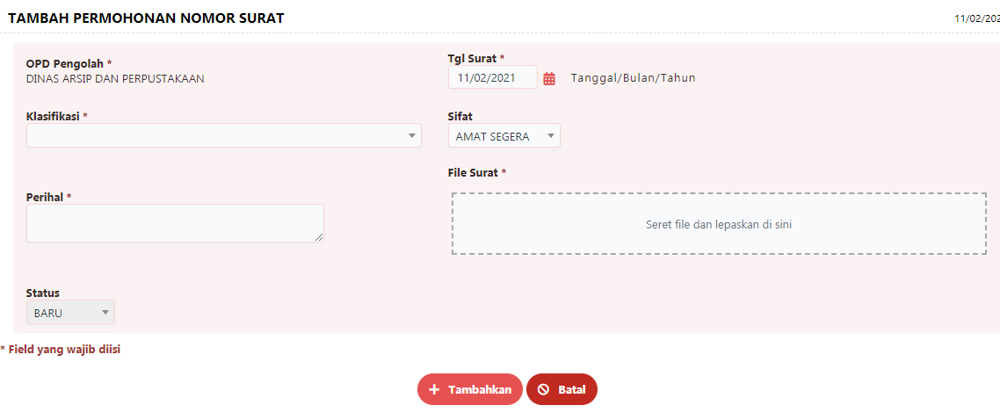 TAMBAH PERMOHONAN NOMOR SURAT
11/02/202
OPD Pengolah *
DINAS ARSIP DAN PERPUSTAKAAN
Tgl Surat *
11/02/2021 Tanggal/Bulan/Tahun
Klasifikasi *
Sifat
AMAT SEGERA
File Surat *
Perihal *
Seret file dan lepaskan di sini
Status
BARU
* Field yang wajib diisi
Tambahkan Batal